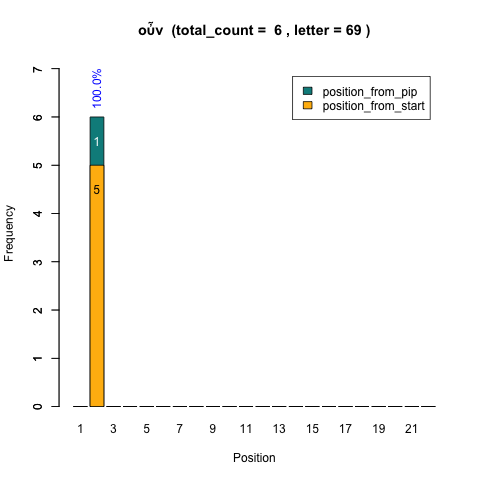 οὖν (total_count = 6 , letter = 69 )
7
6
5
4
3
2
1
0
Frequency
100.0%
1
5
position_from_pip
position_from_start
1 3 5 7 9 11 13 15 17 19 21
Position